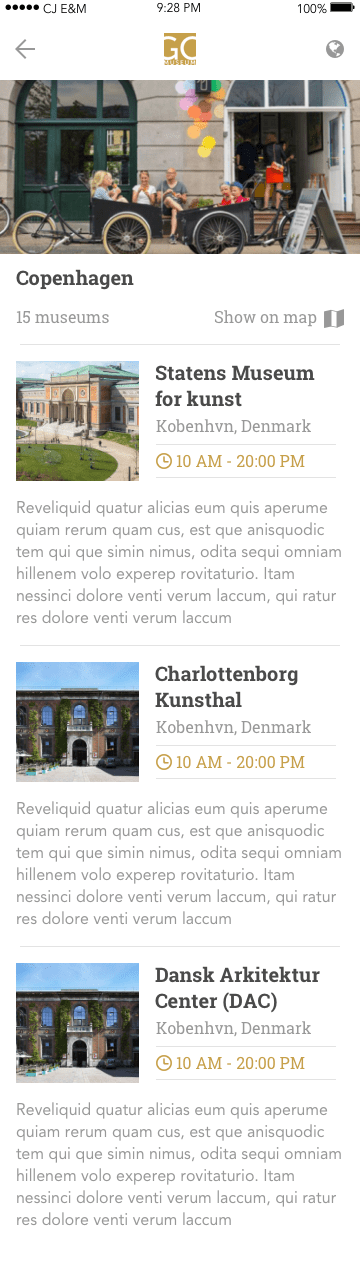 CJ E&M
9:28 PM
100%
GO
MUSEUM
Copenhagen
15 museums
Show on map
Statens Museum
for kunst
Kobenhvn, Denmark
10 AM - 20:00 PM
Reveliquid quatur alicias eum quis aperume
quiam rerum quam cus, est que anisquodic
tem qui que simin nimus, odita sequi omniam
hillenem volo experep rovitaturio. Itam
nessinci dolore venti verum laccum, qui ratur
res dolore venti verum laccum
Charlottenborg
Kunsthal
Kobenhvn, Denmark
10 AM - 20:00 PM
Reveliquid quatur alicias eum quis aperume
quiam rerum quam cus, est que anisquodic
tem qui que simin nimus, odita sequi omniam
hillenem volo experep rovitaturio. Itam
nessinci dolore venti verum laccum, qui ratur
res dolore venti verum laccum
Dansk Arkitektur
Center (DAC)
Kobenhvn, Denmark
10 AM - 20:00 PM
Reveliquid quatur alicias eum quis aperume
quiam rerum quam cus, est que anisquodic
tem qui que simin nimus, odita sequi omniam
hillenem volo experep rovitaturio. Itam
nessinci dolore venti verum laccum, qui ratur
res dolore venti verum laccum